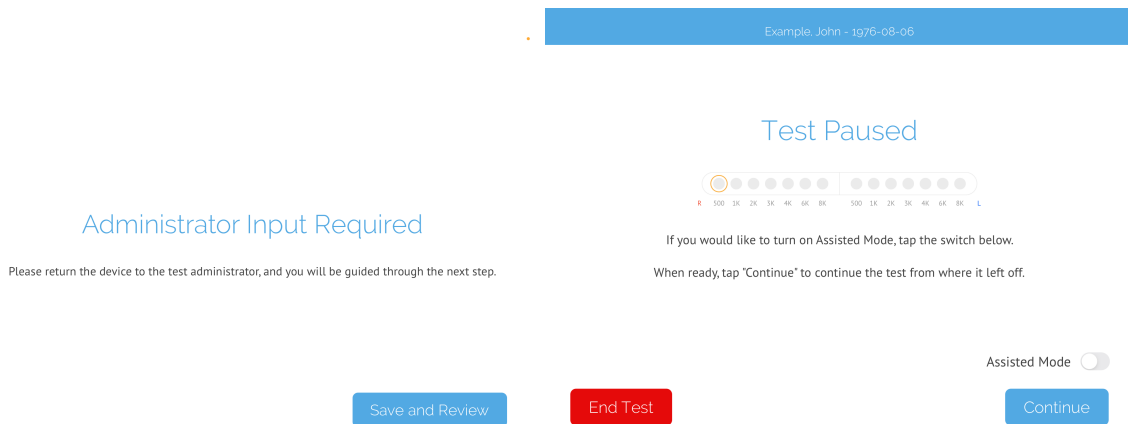 Administrator Input Required
Please return the device to the test administrator, and you will be guided through the next step.
Save and Review
Example, John - 1976-08-06
Test Paused
R 500 1K 2K 3K 4K 6K 8K 500 1K 2K 3K 4K 6K 8K L
If you would like to turn on Assisted Mode, tap the switch below.
When ready, tap "Continue" to continue the test from where it left off.
Assisted Mode
End Test
Continue